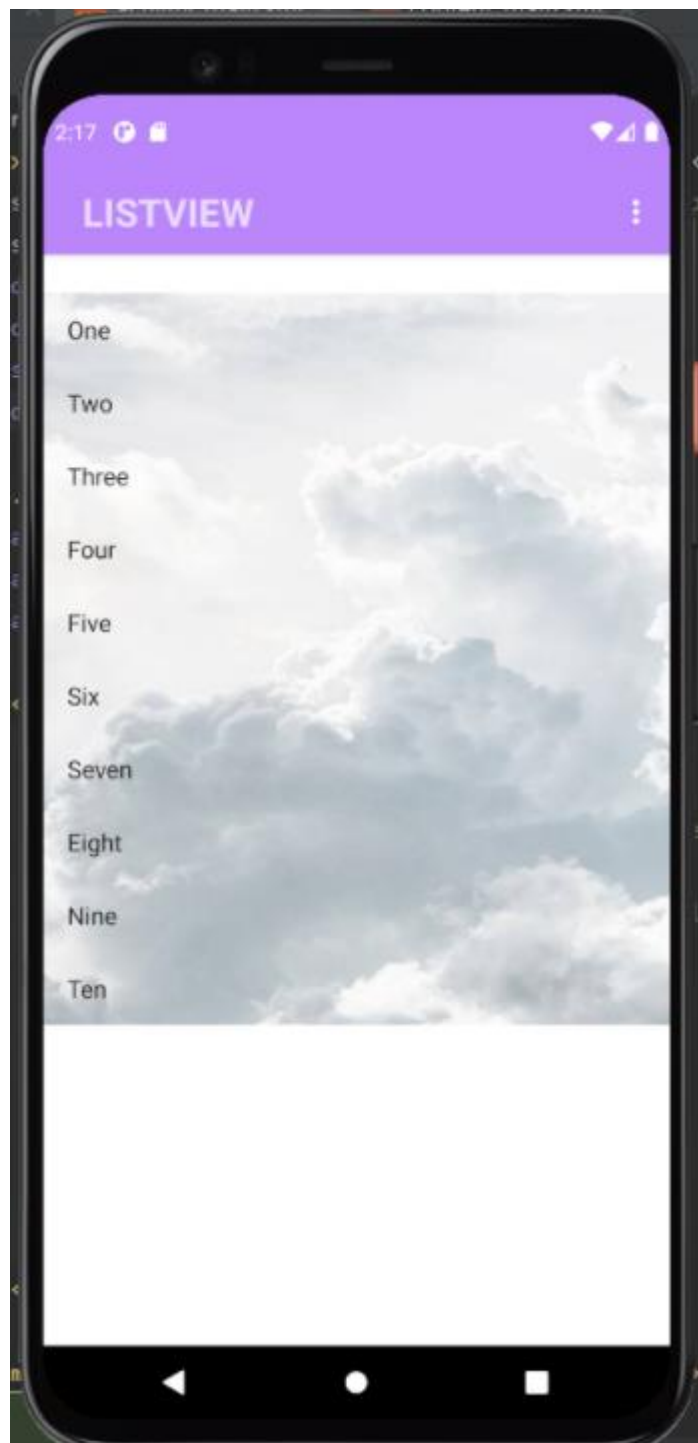 2:17
LISTVIEW
One
Two
Three
Four
Five
Six
Seven
Eight
Nine
Ten